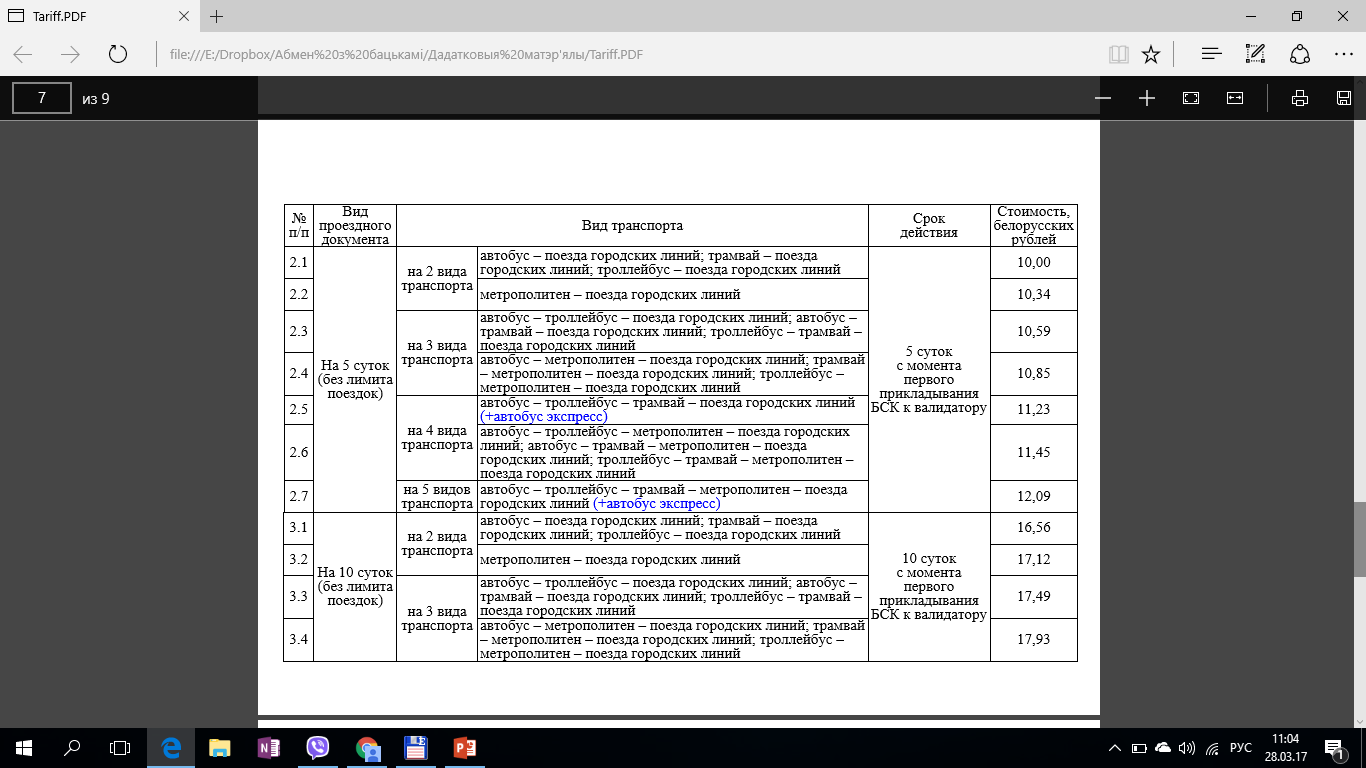 Tariff.PDF
file:///E:/Dropbox/Абмен%20з%20бацькамі/Дадатковыя%20матэр'ялы/Tariff.PDF
7 из 9
№ п/п
Вид проездного документа
Вид транспорта
Срок действия
Стоимость, белорусских рублей
2.1
На 5 суток
(без лимита
поездок)
на 2 вида
транспорта
автобус – поезда городских линий; трамвай – поезда
городских линий; троллейбус – поезда городских линий
5 суток
с момента
первого
прикладывания
БСК к валидатору
10,00
2.2
метрополитен – поезда городских линий
10,34
2.3
на 3 вида
транспорта
автобус – троллейбус – поезда городских линий; автобус –
трамвай – поезда городских линий; троллейбус – трамвай –
поезда городских линий
10,59
2.4
автобус – метрополитен – поезда городских линий; трамвай
– метрополитен – поезда городских линий; троллейбус –
метрополитен – поезда городских линий
10,85
2.5
на 4 вида
транспорта
автобус – троллейбус – трамвай – поезда городских линий
(+автобус экспресс)
11,23
2.6
автобус – троллейбус – метрополитен – поезда городских
линий; автобус – трамвай – метрополитен – поезда
городских линий; троллейбус – трамвай – метрополитен –
поезда городских линий
11,45
2.7
на 5 видов
транспорта
автобус – троллейбус – трамвай – метрополитен – поезда
городских линий (+автобус экспресс)
12,09
3.1
На 10 суток
(без лимита
поездок)
на 2 вида
транспорта
автобус – поезда городских линий; трамвай – поезда
городских линий; троллейбус – поезда городских линий
10 суток
с момента
первого
прикладывания
БСК к валидатору
16,56
3.2
метрополитен – поезда городских линий
17,12
3.3
на 3 вида
транспорта
автобус – троллейбус – поезда городских линий; автобус –
трамвай – поезда городских линий; троллейбус – трамвай –
поезда городских линий
17,49
3.4
автобус – метрополитен – поезда городских линий; трамвай
– метрополитен – поезда городских линий; троллейбус –
метрополитен – поезда городских линий
17,93
РУС
11:04
28.03.17
1